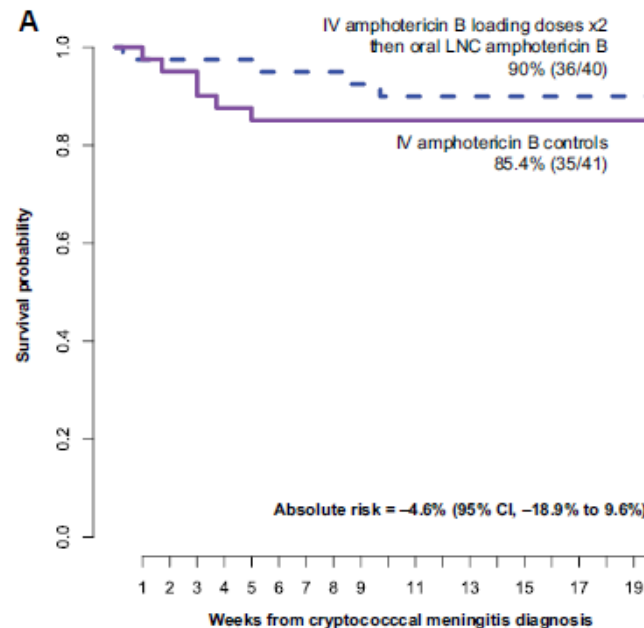 A
IV amphotericin B loading doses x2
then oral LNC amphotericin B
90% (36/40)
IV amphotericin B controls
85.4% (35/41)
Survival probability
1.0
0.8
0.6
0.4
0.2
0.0
Absolute risk = –4.6% (95% CI, –18.9% to 9.6%)
1 2 3 4 5 6 7 8 9 11 13 15 17 19
Weeks from cryptococccal meningitis diagnosis